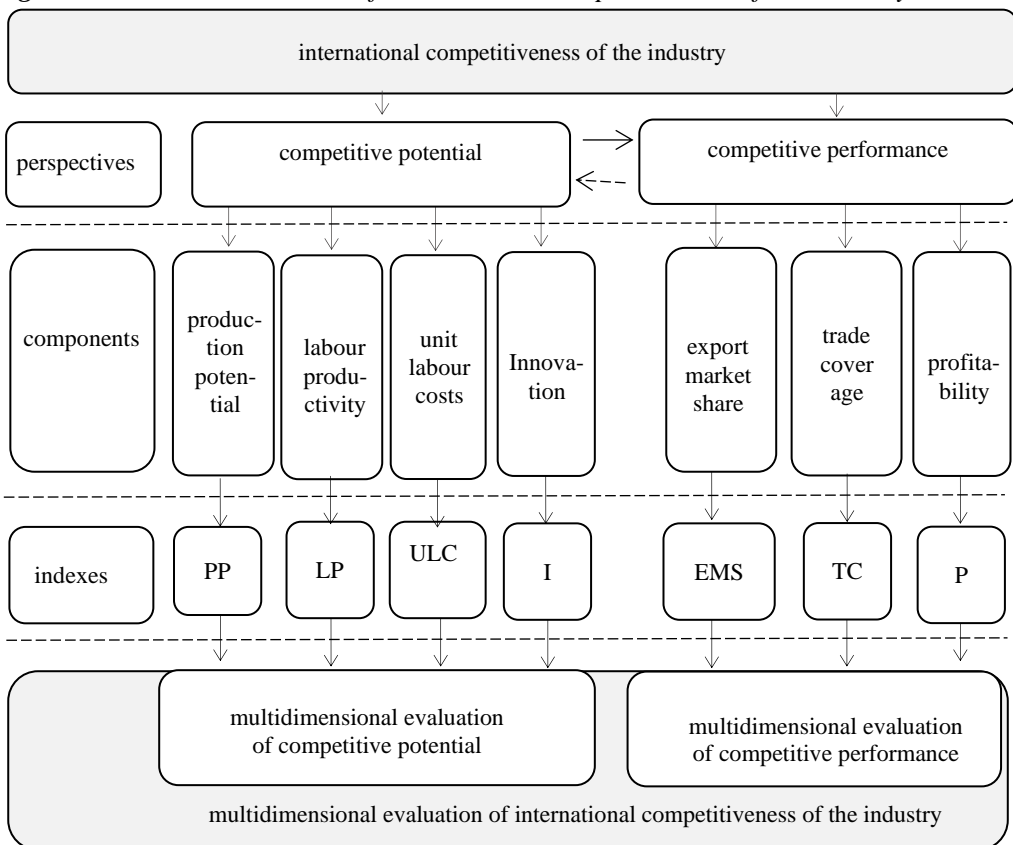 international competitiveness of the industry
perspectives
competitive potential
competitive performance
components
produc-
tion
poten-
tial
labour
produ-
ctivity
unit
labour
costs
Innova-
tion
export
market
share
trade
cover
age
profita-
bility
indexes
PP
LP
ULC
I
EMS
TC
P
multidimensional evaluation
of competitive potential
multidimensional evaluation
of competitive performance
multidimensional evaluation of international competitiveness of the industry